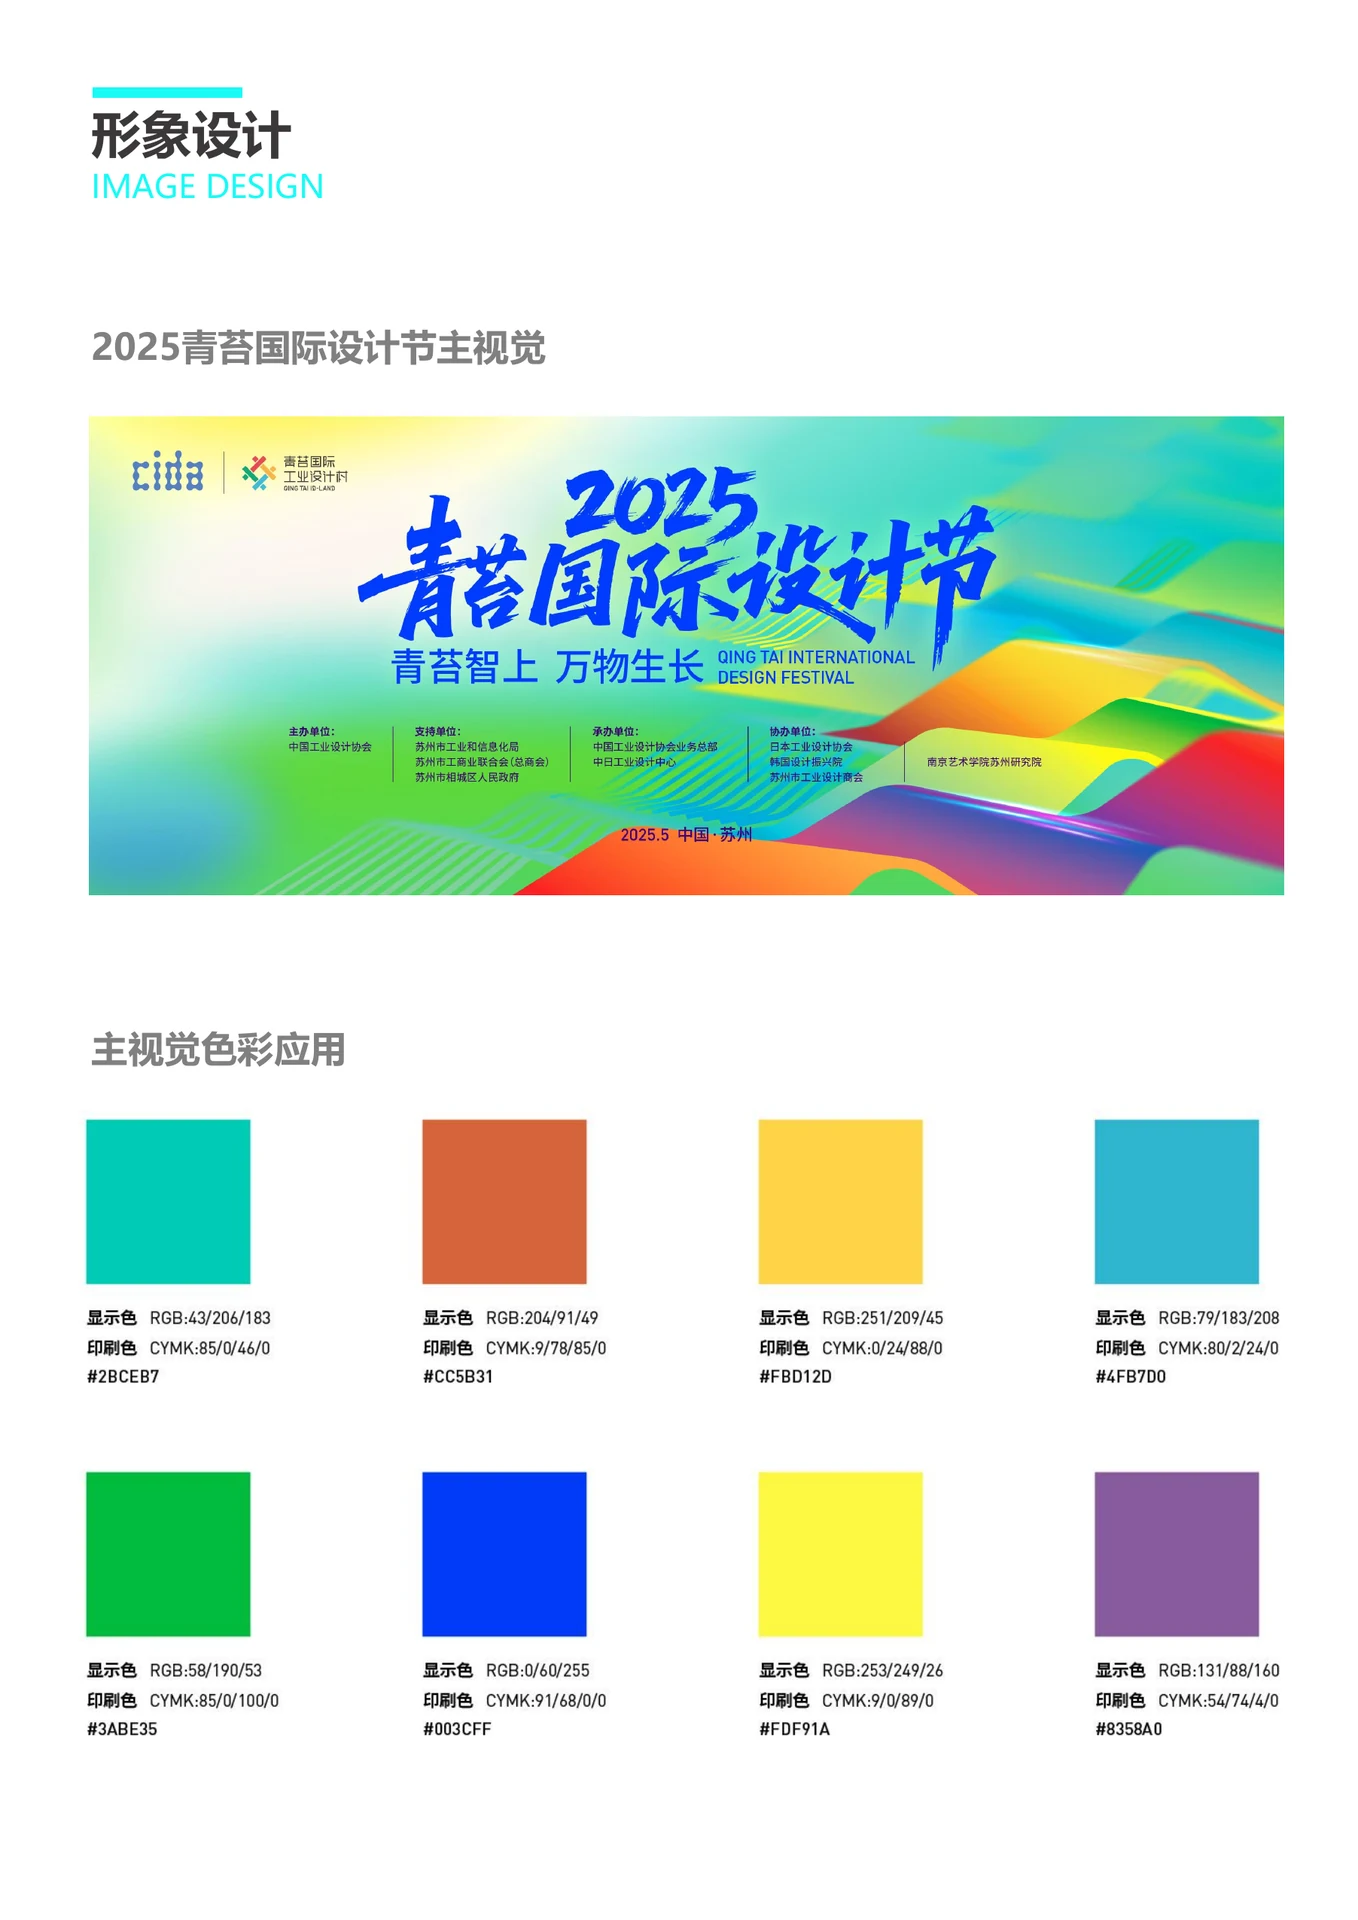 形象设计
IMAGE DESIGN
2025青苔国际设计节主视觉
cida
青苔国际
工业设计村
QING TAI ID-LAND
2025
青苔国际设计节
青苔智上 万物生长
QING TAI INTERNATIONAL
DESIGN FESTIVAL
主办单位:
中国工业设计协会
支持单位:
苏州市工业和信息化局
苏州市工商业联合会(总商会)
苏州市相城区人民政府
承办单位:
中国工业设计协会业务总部
中日工业设计中心
协办单位:
日本工业设计协会
韩国设计振兴院
苏州市工业设计商会
南京艺术学院苏州研究院
2025.5 中国·苏州
主视觉色彩应用
显示色 RGB:43/206/183
印刷色 CYMK:85/0/46/0
#2BCEB7
显示色 RGB:204/91/49
印刷色 CYMK:9/78/85/0
#CC5B31
显示色 RGB:251/209/45
印刷色 CYMK:0/24/88/0
#FBD12D
显示色 RGB:79/183/208
印刷色 CYMK:80/2/24/0
#4FB7D0
显示色 RGB:58/190/53
印刷色 CYMK:85/0/100/0
#3ABE35
显示色 RGB:0/60/255
印刷色 CYMK:91/68/0/0
#003CFF
显示色 RGB:253/249/26
印刷色 CYMK:9/0/89/0
#FDF91A
显示色 RGB:131/88/160
印刷色 CYMK:54/74/4/0
#8358A0